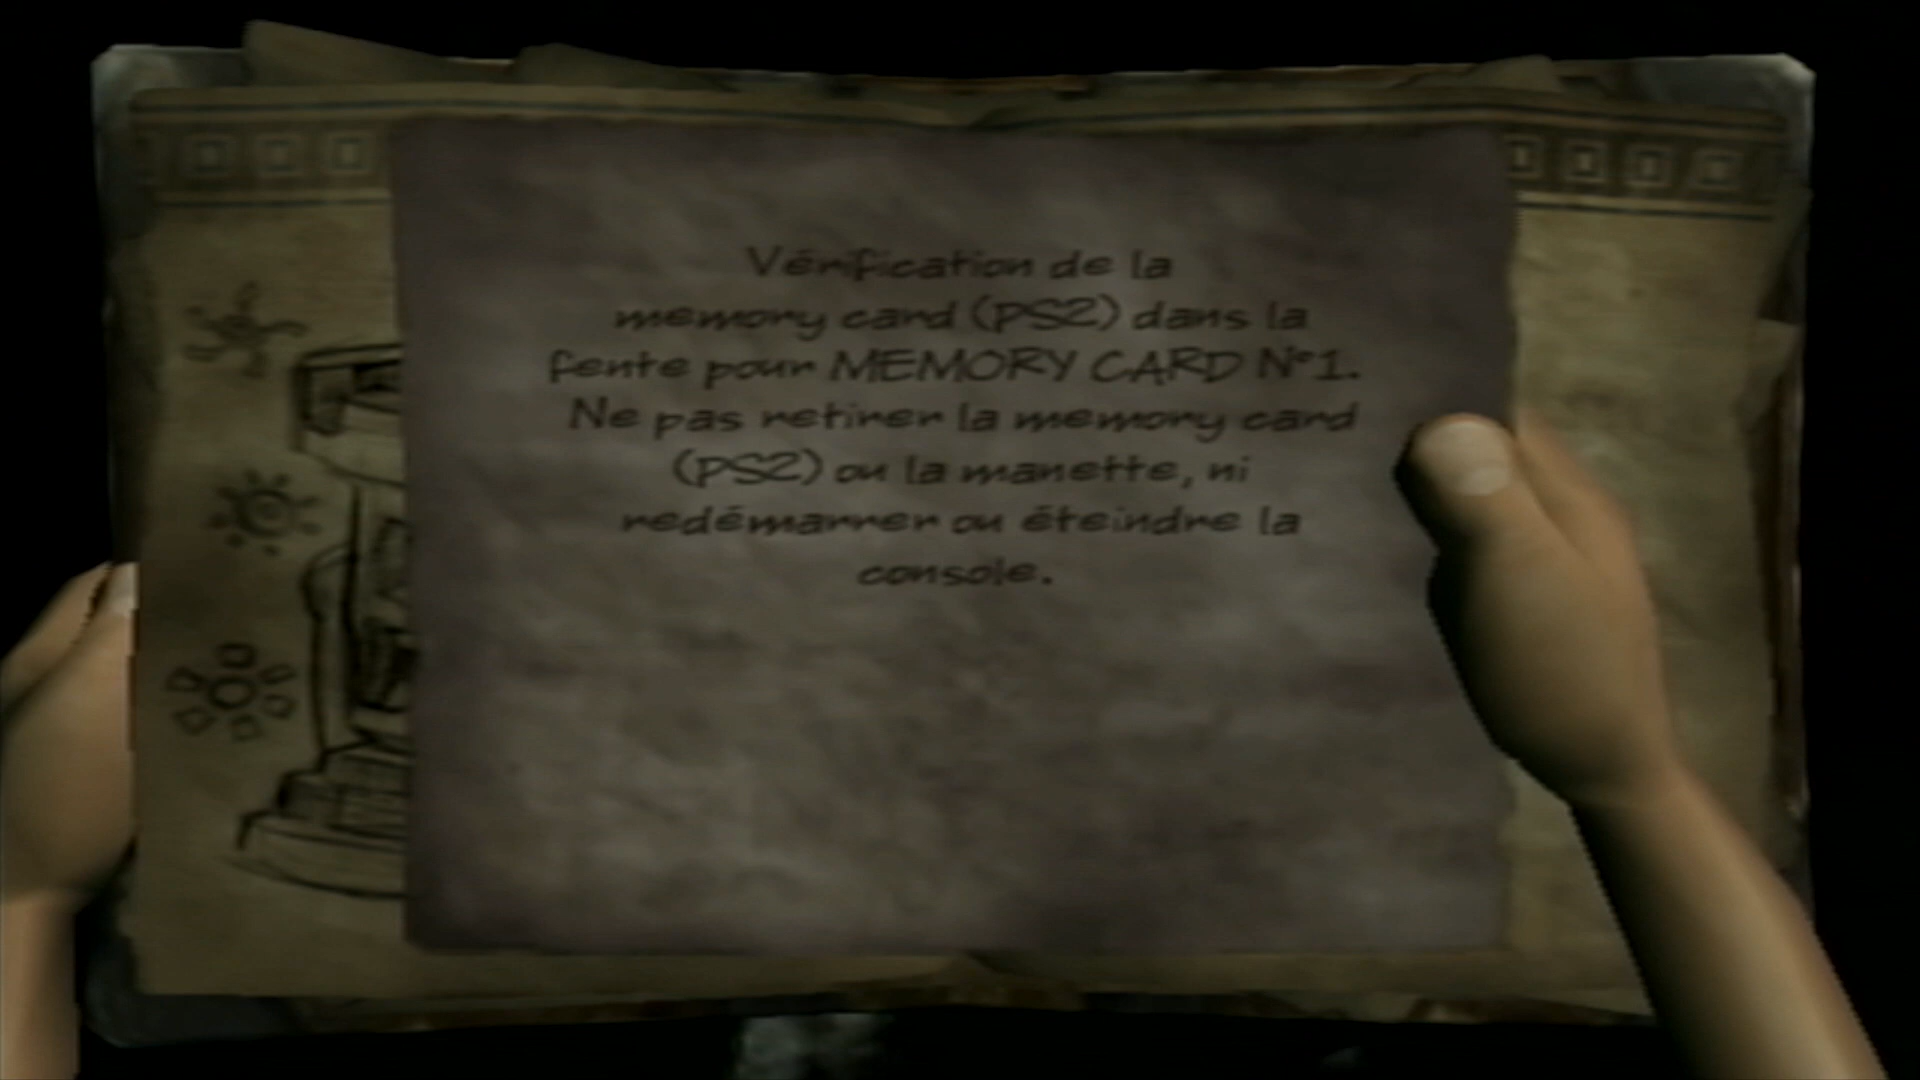 Vérification de la
memory card (PS2) dans la
fente pour MEMORY CARD N°1.
Ne pas retirer la memory card
(PS2) ou la manette, ni
redémarrer ou éteindre la
console.